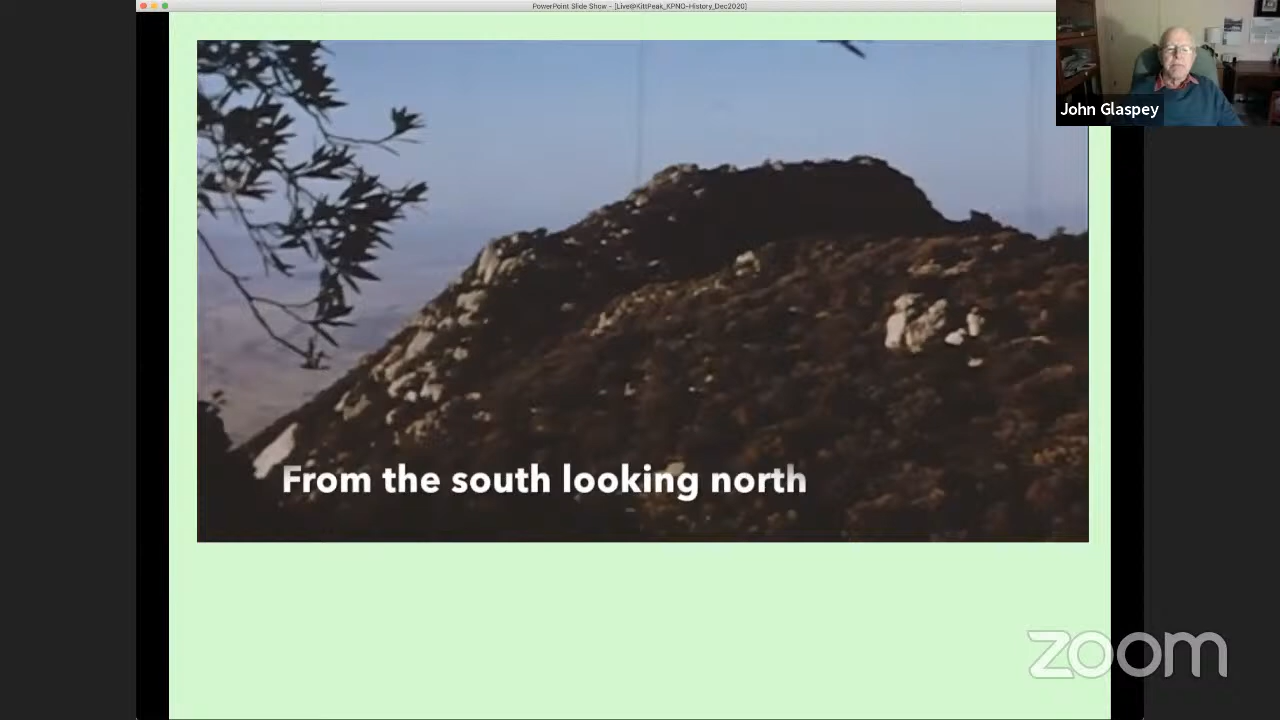 PowerPoint Slide Show - [Live@KittPeak_KPNO-History_Dec2020]
John Glaspey
From the south looking north
zoom